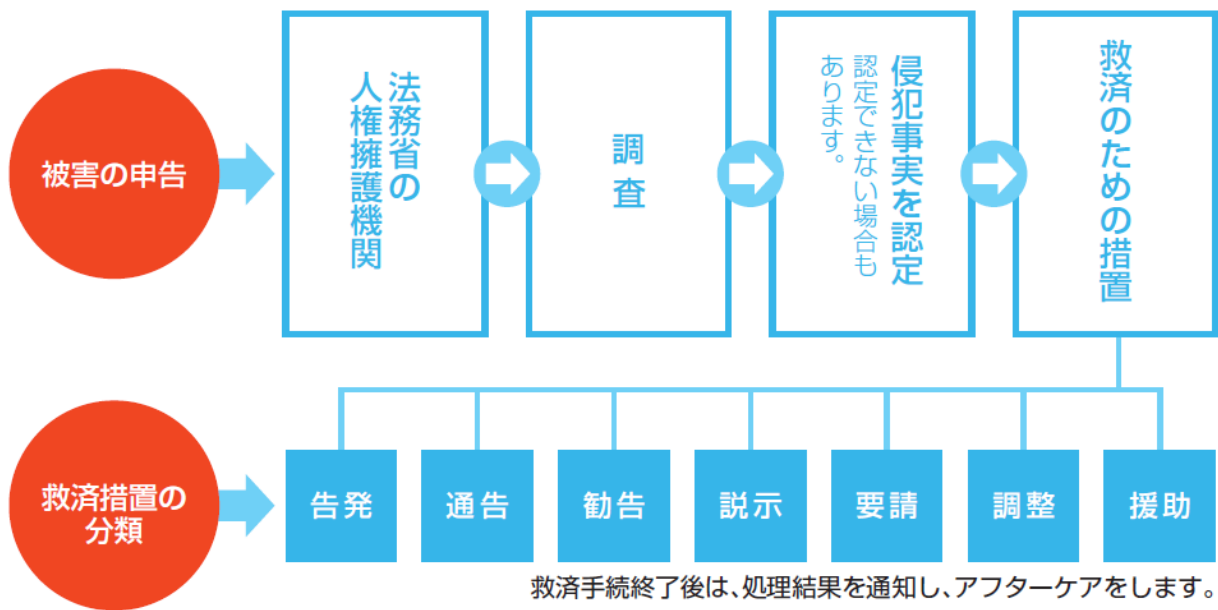 被害の申告
法務省の
人権擁護機関
調査
侵犯事実を認定
認定できない場合も
あります。
救済のための措置
救済措置の
分類
告発
通告
勧告
説示
要請
調整
援助
救済手続終了後は、処理結果を通知し、アフターケアをします。